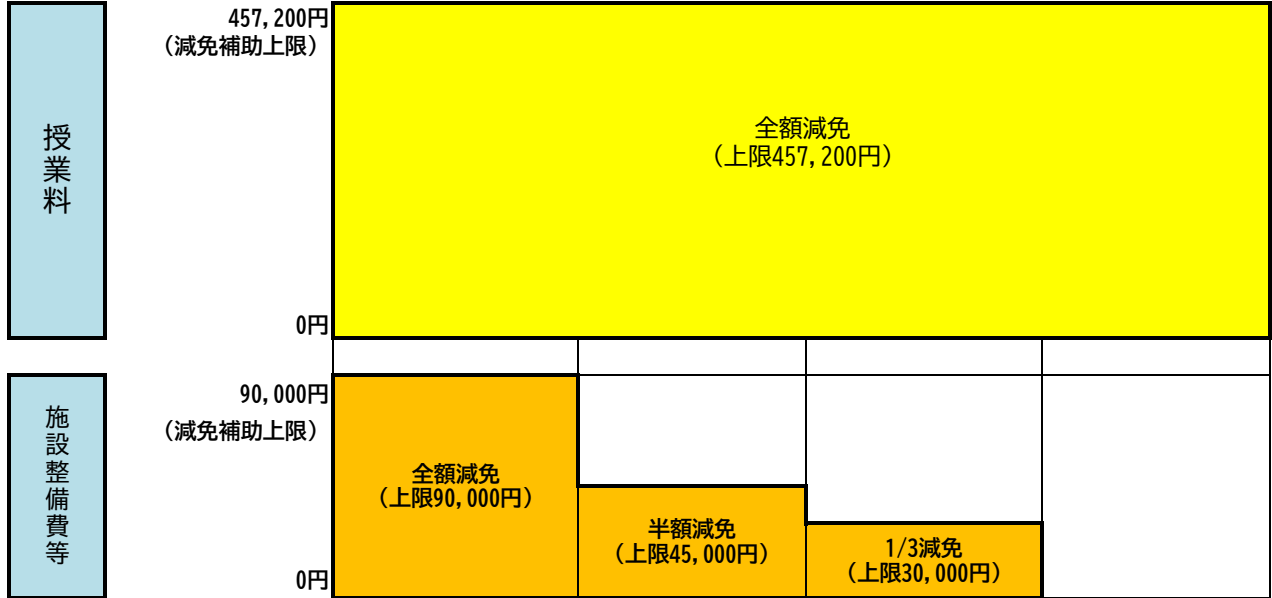 授業料
457,200円
(減免補助上限)
全額減免
(上限457,200円)
0円
施設整備費等
90,000円
(減免補助上限)
全額減免
(上限90,000円)
半額減免
(上限45,000円)
1/3減免
(上限30,000円)
0円